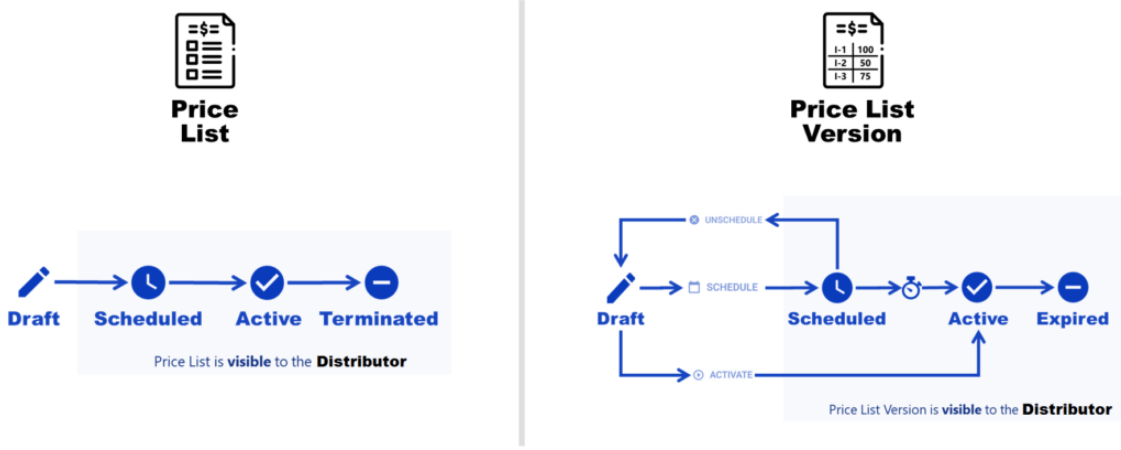 =$=
Price
List
Draft
Scheduled
Active
Terminated
Price List is visible to the Distributor
=$=
I-1 100
I-2 50
I-3 75
Price List
Version
UNSCHEDULE
SCHEDULE
Draft
Scheduled
Active
Expired
ACTIVATE
Price List Version is visible to the Distributor